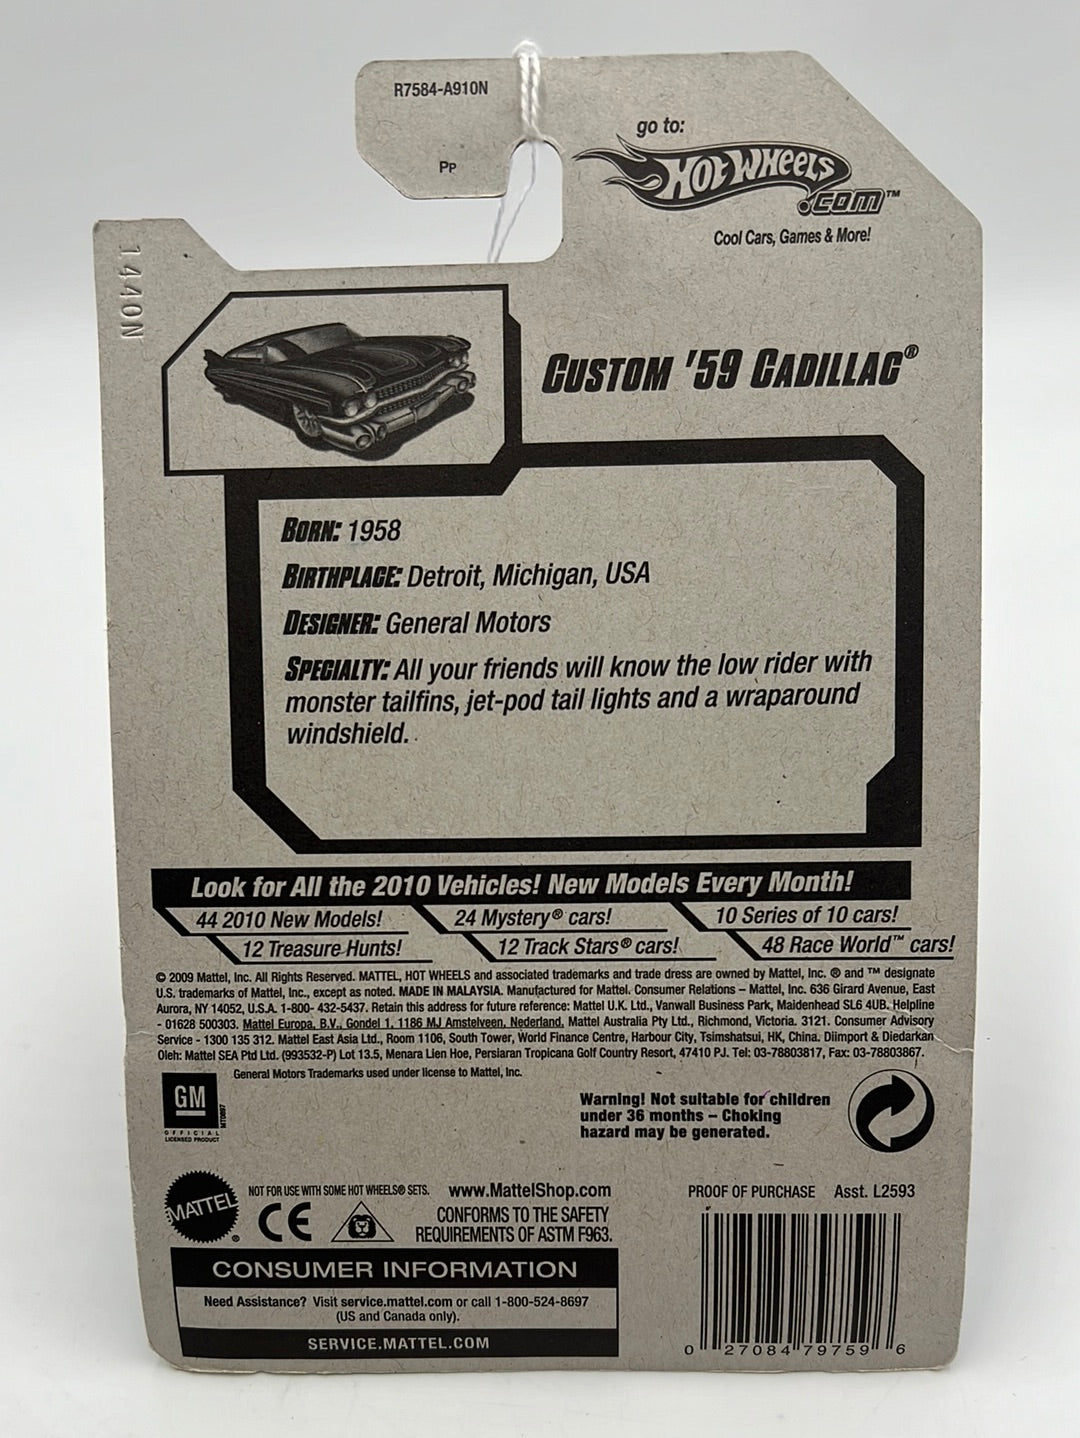 R7584-A910N
PP
go to:
HOT WHEELS
.COM™
Cool Cars, Games & More!
1440N
CUSTOM '59 CADILLAC®
BORN: 1958
BIRTHPLACE: Detroit, Michigan, USA
DESIGNER: General Motors
SPECIALTY: All your friends will know the low rider with
monster tailfins, jet-pod tail lights and a wraparound
windshield.
Look for All the 2010 Vehicles! New Models Every Month!
44 2010 New Models!
24 Mystery® cars!
10 Series of 10 cars!
12 Treasure Hunts!
12 Track Stars® cars!
48 Race World™ cars!
© 2009 Mattel, Inc. All Rights Reserved. MATTEL, HOT WHEELS and associated trademarks and trade dress are owned by Mattel, Inc. ® and ™ designate
U.S. trademarks of Mattel, Inc., except as noted. MADE IN MALAYSIA. Manufactured for Mattel. Consumer Relations – Mattel, Inc. 636 Girard Avenue, East
Aurora, NY 14052, U.S.A. 1-800- 432-5437. Retain this address for future reference: Mattel U.K. Ltd., Vanwall Business Park, Maidenhead SL6 4UB. Helpline
- 01628 500303. Mattel Europa, B.V., Gondel 1, 1186 MJ Amstelveen, Nederland. Mattel Australia Pty Ltd., Richmond, Victoria. 3121. Consumer Advisory
Service - 1300 135 312. Mattel East Asia Ltd., Room 1106, South Tower, World Finance Centre, Harbour City, Tsimshatsui, HK, China. Diimport & Diedarkan
Oleh: Mattel SEA Ptd Ltd. (993532-P) Lot 13.5, Menara Lien Hoe, Persiaran Tropicana Golf Country Resort, 47410 PJ. Tel: 03-78803817, Fax: 03-78803867.
General Motors Trademarks used under license to Mattel, Inc.
GM
OFFICIAL
LICENSED PRODUCT
Warning! Not suitable for children
under 36 months – Choking
hazard may be generated.
MATTEL®
NOT FOR USE WITH SOME HOT WHEELS® SETS.
www.MattelShop.com
CE
CONFORMS TO THE SAFETY
REQUIREMENTS OF ASTM F963.
PROOF OF PURCHASE Asst. L2593
CONSUMER INFORMATION
Need Assistance? Visit service.mattel.com or call 1-800-524-8697
(US and Canada only).
SERVICE.MATTEL.COM
0 27084 79759 6